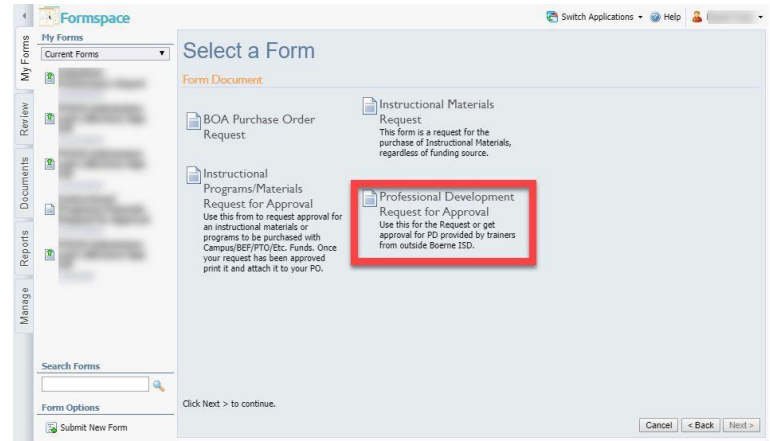 Formspace
Switch Applications
Help
My Forms
Review
Documents
Reports
Manage
My Forms
Current Forms
Search Forms
Form Options
Submit New Form
Select a Form
Form Document
BOA Purchase Order
Request
Instructional Materials
Request
This form is a request for the
purchase of Instructional Materials,
regardless of funding source.
Instructional
Programs/Materials
Request for Approval
Use this from to request approval for
an instructional materials or
programs to be purchased with
Campus/BEF/PTO/Etc. Funds. Once
your request has been approved
print it and attach it to your PO.
Professional Development
Request for Approval
Use this for the Request or get
approval for PD provided by trainers
from outside Boerne ISD.
Click Next > to continue.
Cancel
< Back
Next >